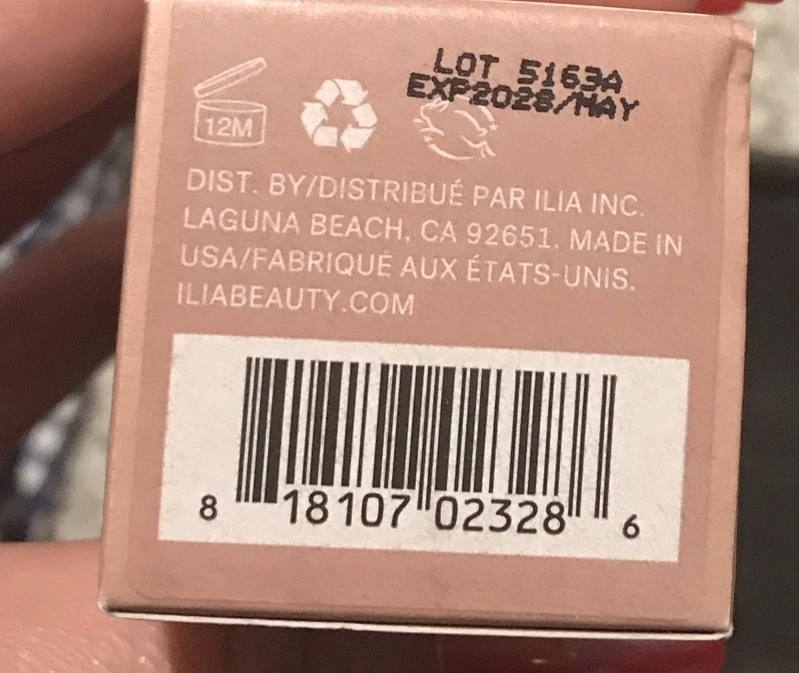 LOT 5163A
EXP2028/MAY
12M
DIST. BY/DISTRIBUÉ PAR ILIA INC.
LAGUNA BEACH, CA 92651. MADE IN
USA/FABRIQUÉ AUX ÉTATS-UNIS.
ILIABEAUTY.COM
8 18107 02328 6